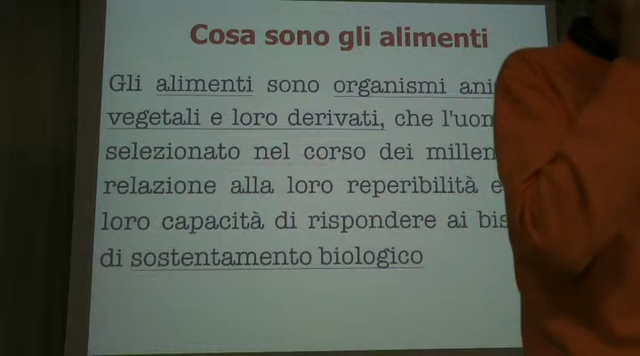 Cosa sono gli alimenti
Gli alimenti sono organismi ani
vegetali e loro derivati, che l'uom
selezionato nel corso dei millen
relazione alla loro reperibilità e
loro capacità di rispondere ai bis
di sostentamento biologico